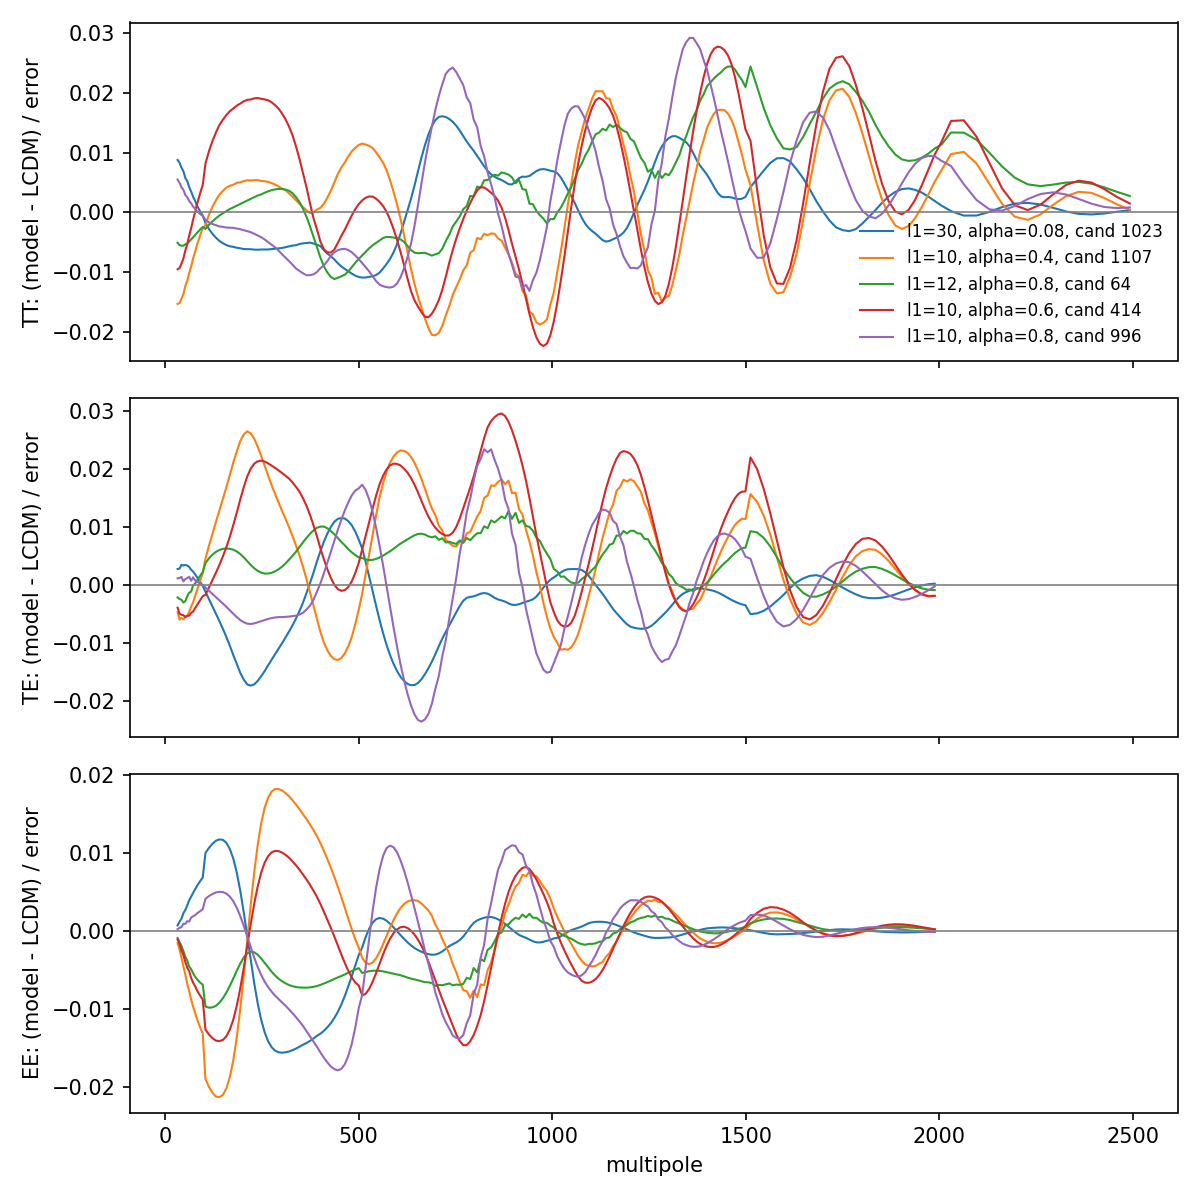 TT: (model - LCDM) / error
0.03
0.02
0.01
0.00
−0.01
−0.02
l1=30, alpha=0.08, cand 1023
l1=10, alpha=0.4, cand 1107
l1=12, alpha=0.8, cand 64
l1=10, alpha=0.6, cand 414
l1=10, alpha=0.8, cand 996
TE: (model - LCDM) / error
0.03
0.02
0.01
0.00
−0.01
−0.02
EE: (model - LCDM) / error
0.02
0.01
0.00
−0.01
−0.02
0 500 1000 1500 2000 2500
multipole